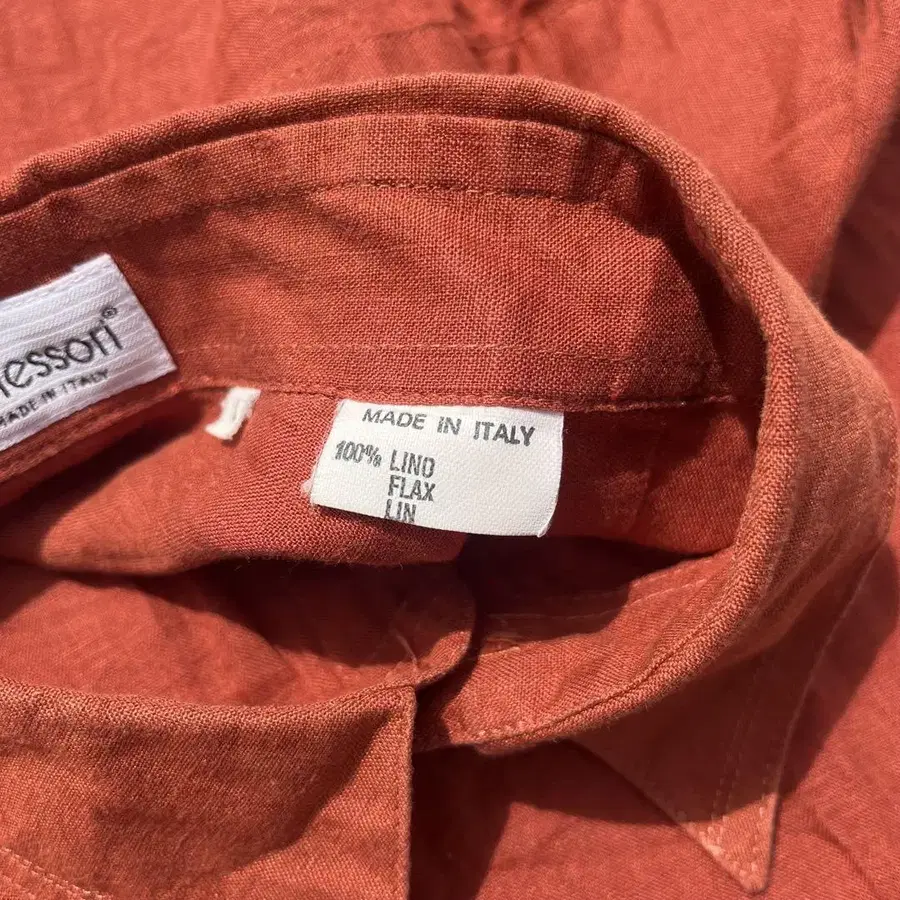 essori®
MADE IN ITALY
MADE IN ITALY
100% LINO
FLAX
LIN